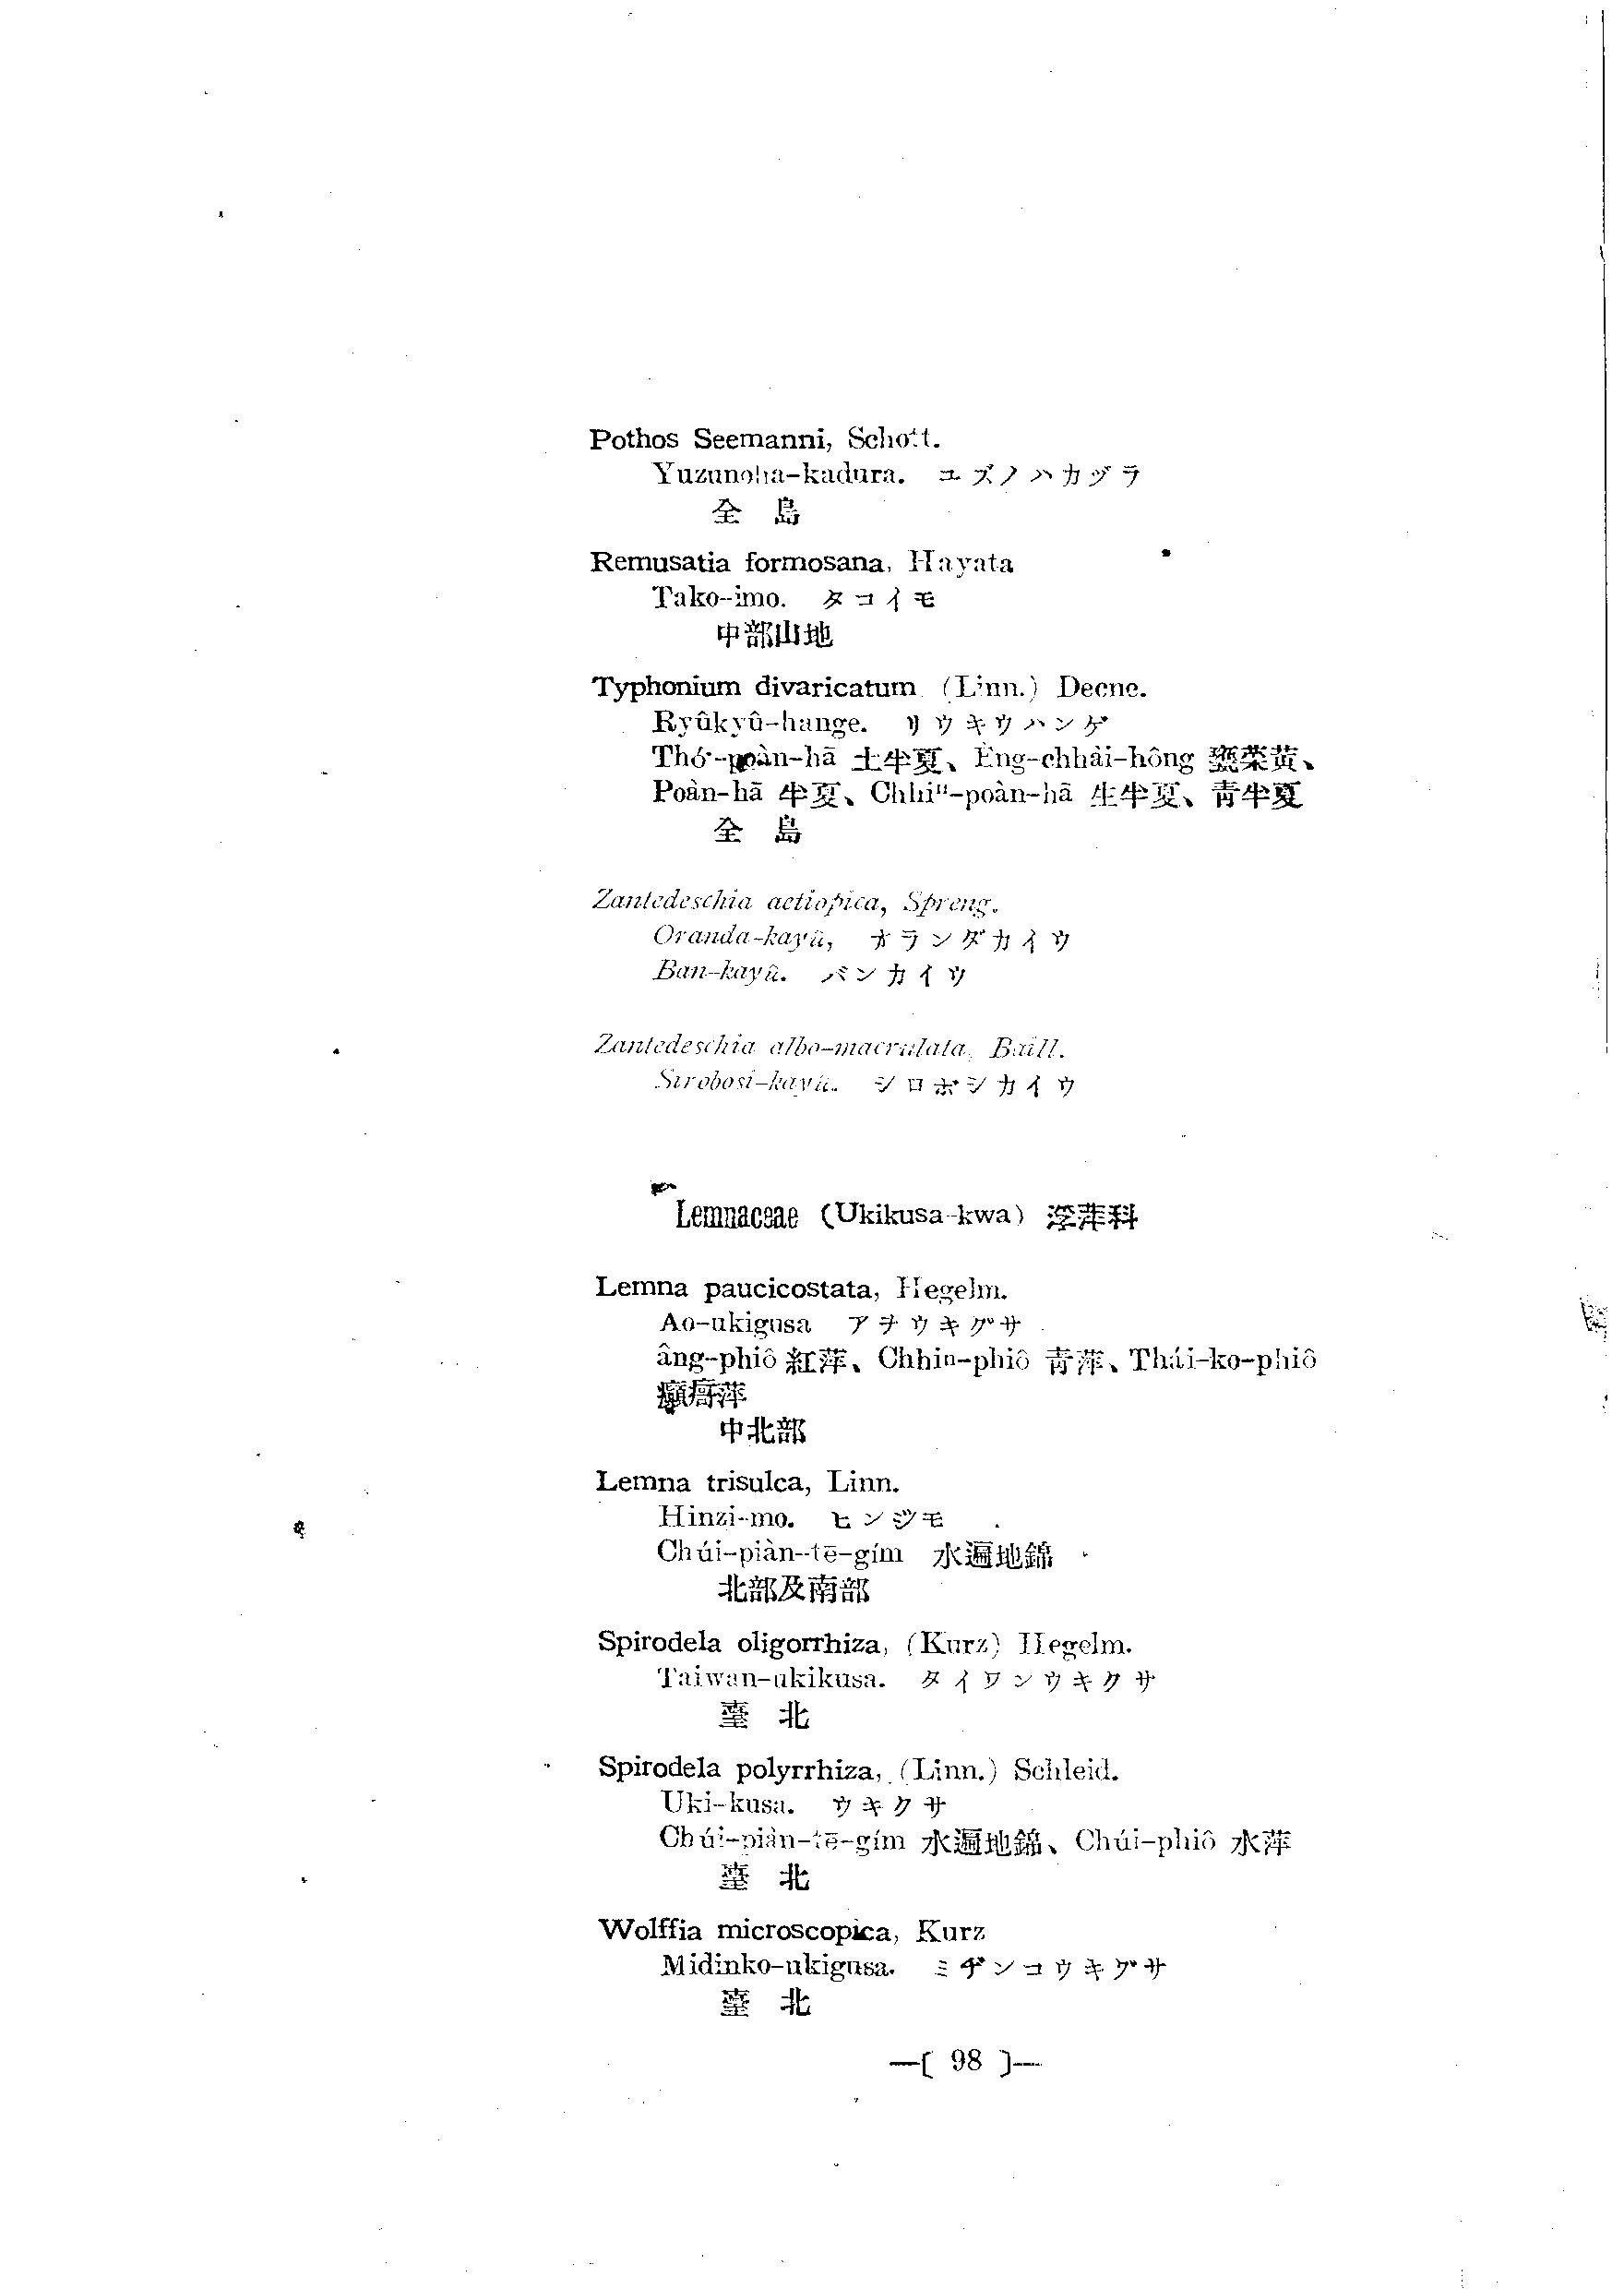 Pothos Seemanni, Schott.
Yuzunoha-kadura. ユズノハカヅラ
全 島
Remusatia formosana, Hayata
Tako-imo. タコイモ
中部山地
Typhonium divaricatum (Linn.) Decne.
Ryûkyû-hange. リウキウハンゲ
Thó·-poàn-hā 土半夏、Èng-chhài-hông 甕菜黄、
Poàn-hā 半夏、Chhiⁿ-poàn-hā 生半夏、青半夏
全 島
Zantedeschia aetiopica, Spreng.
Oranda-kayû, オランダカイウ
Ban-kayû. バンカイウ
Zantedeschia albo-macrulata, Baill.
Sirobosi-kayû. シロボシカイウ
Lemnaceae (Ukikusa-kwa) 浮萍科
Lemna paucicostata, Hegelm.
Ao-ukigusa アヲウキグサ
âng-phiô 紅萍、Chhin-phiô 青萍、Thái-ko-phiô
癩𤺪萍
中北部
Lemna trisulca, Linn.
Hinzi-mo. ヒンジモ
Chúi-piàn-tē-gím 水遍地錦
北部及南部
Spirodela oligorrhiza, (Kurz) Hegelm.
Taiwan-ukikusa. タイワンウキクサ
臺 北
Spirodela polyrrhiza, (Linn.) Schleid.
Uki-kusa. ウキクサ
Chúi-piàn-tē-gím 水遍地錦、Chúi-phiô 水萍
臺 北
Wolffia microscopica, Kurz
Midinko-ukigusa. ミヂンコウキグサ
臺 北
—[ 98 ]—